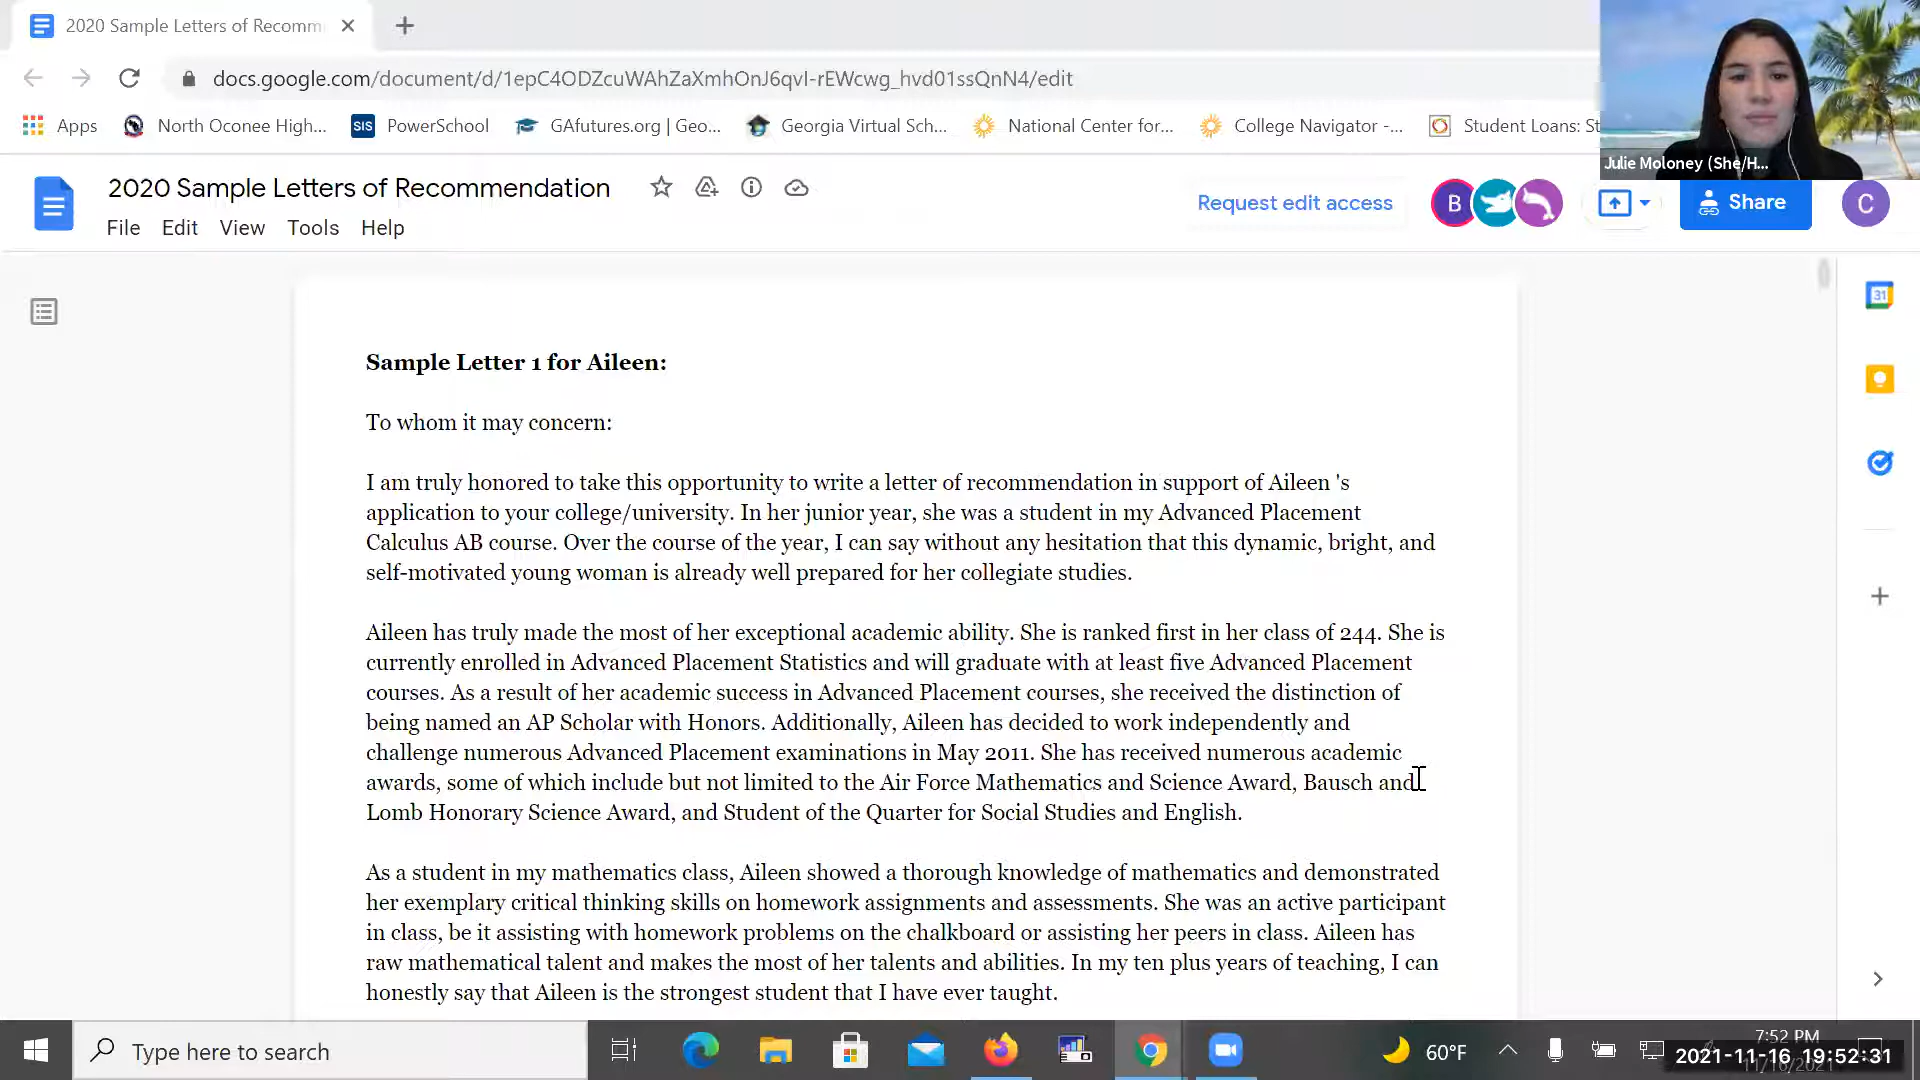 2020 Sample Letters of Recomm
docs.google.com/document/d/1epC4ODZcuWAhZaXmhOnJ6qvI-rEWcwg_hvd01ssQnN4/edit
Apps North Oconee High... SIS PowerSchool GAfutures.org | Geo... Georgia Virtual Sch... National Center for... College Navigator -... Student Loans: St
Julie Moloney (She/H...
2020 Sample Letters of Recommendation
Request edit access B Share C
File Edit View Tools Help
31
Sample Letter 1 for Aileen:
To whom it may concern:
I am truly honored to take this opportunity to write a letter of recommendation in support of Aileen 's
application to your college/university. In her junior year, she was a student in my Advanced Placement
Calculus AB course. Over the course of the year, I can say without any hesitation that this dynamic, bright, and
self-motivated young woman is already well prepared for her collegiate studies.
Aileen has truly made the most of her exceptional academic ability. She is ranked first in her class of 244. She is
currently enrolled in Advanced Placement Statistics and will graduate with at least five Advanced Placement
courses. As a result of her academic success in Advanced Placement courses, she received the distinction of
being named an AP Scholar with Honors. Additionally, Aileen has decided to work independently and
challenge numerous Advanced Placement examinations in May 2011. She has received numerous academic
awards, some of which include but not limited to the Air Force Mathematics and Science Award, Bausch and
Lomb Honorary Science Award, and Student of the Quarter for Social Studies and English.
As a student in my mathematics class, Aileen showed a thorough knowledge of mathematics and demonstrated
her exemplary critical thinking skills on homework assignments and assessments. She was an active participant
in class, be it assisting with homework problems on the chalkboard or assisting her peers in class. Aileen has
raw mathematical talent and makes the most of her talents and abilities. In my ten plus years of teaching, I can
honestly say that Aileen is the strongest student that I have ever taught.
Type here to search
60°F
7:52 PM
2021-11-16 19:52:31
11/16/2021